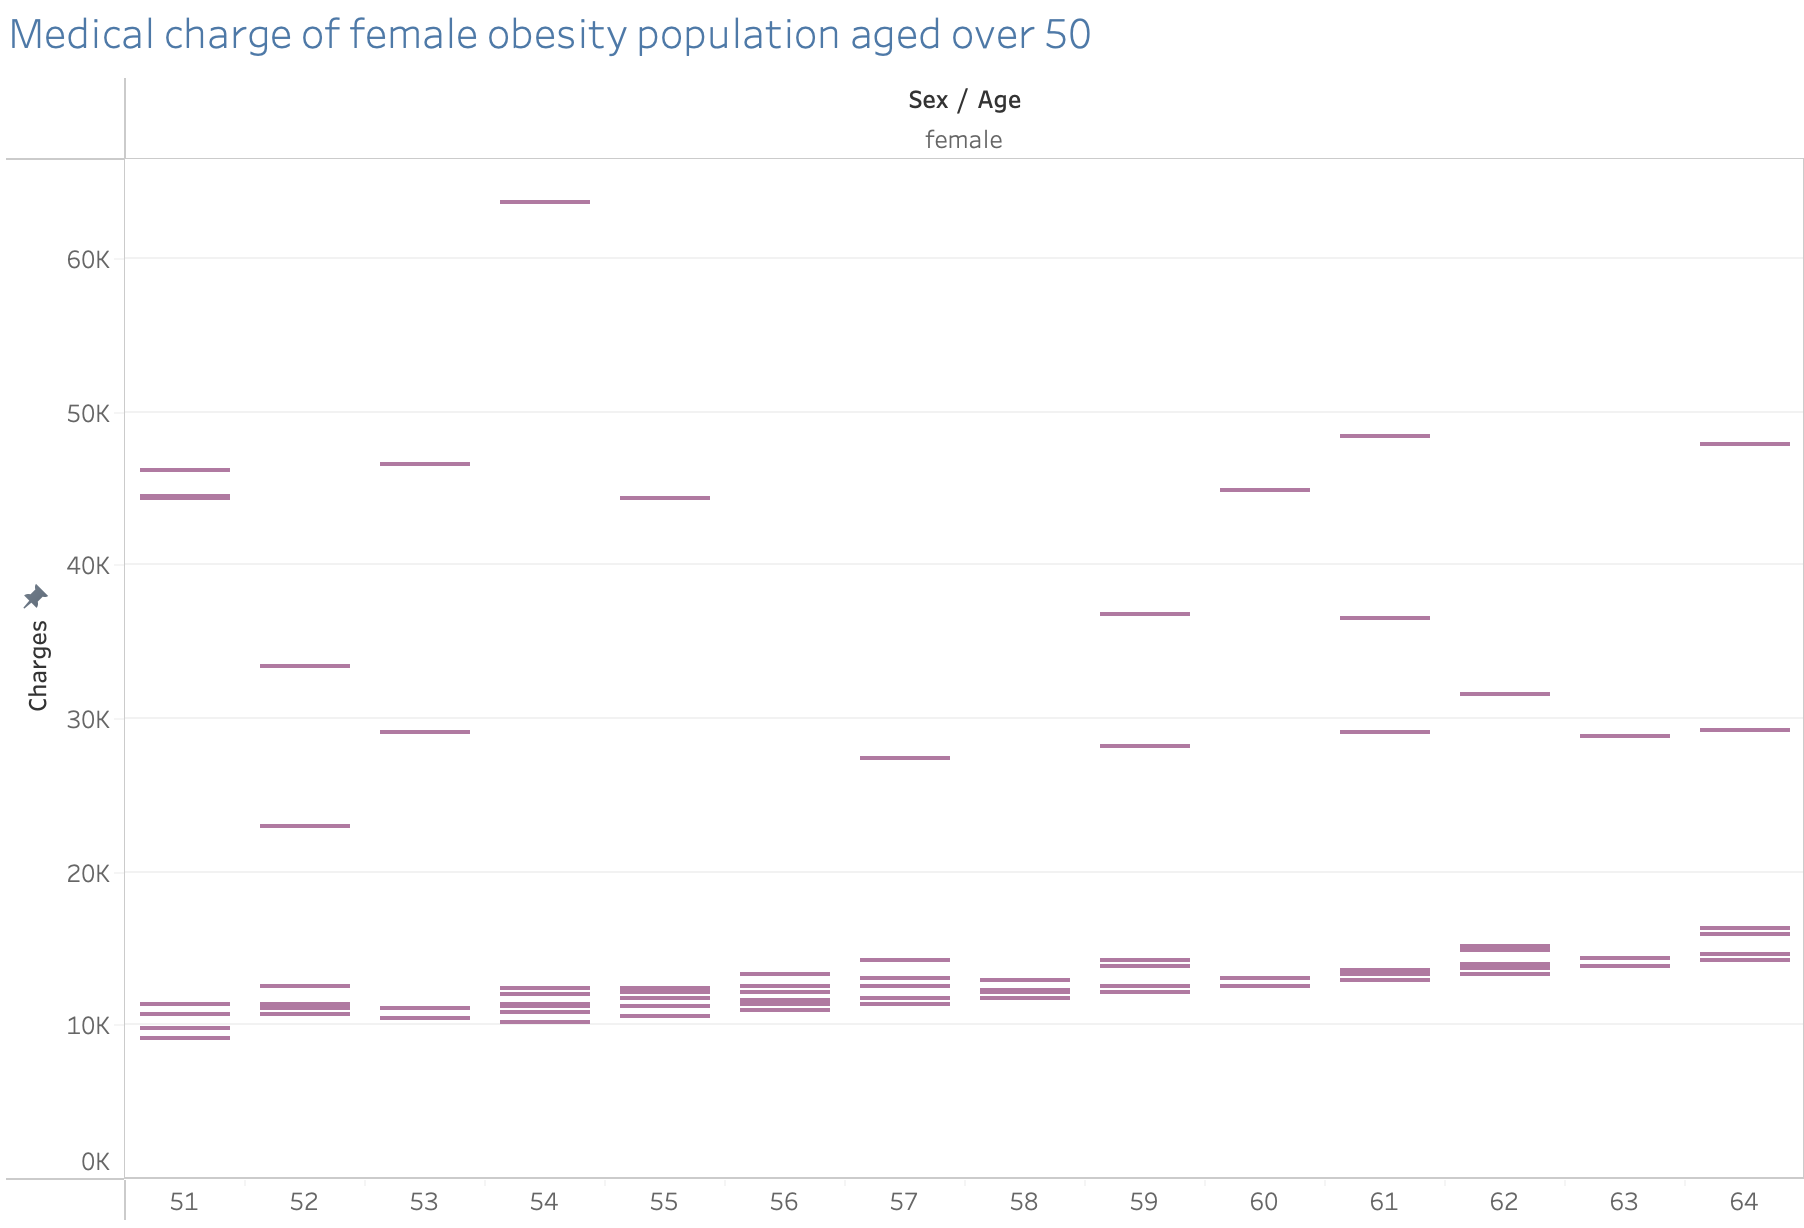 Medical charge of female obesity population aged over 50
Sex / Age
female
Charges
60K
50K
40K
30K
20K
10K
0K
51 52 53 54 55 56 57 58 59 60 61 62 63 64